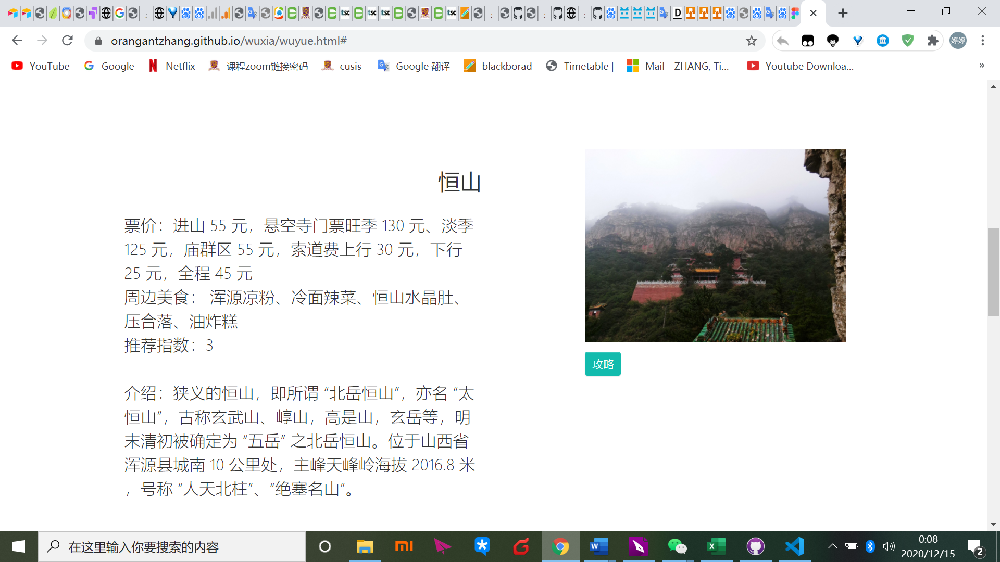 orangantzhang.github.io/wuxia/wuyue.html#
婷婷
YouTube
Google
Netflix
课程zoom链接密码
cusis
Google 翻译
blackborad
Timetable |
Mail - ZHANG, Ti...
Youtube Downloa...
»
恒山
票价：进山 55 元，悬空寺门票旺季 130 元、淡季
125 元，庙群区 55 元，索道费上行 30 元，下行
25 元，全程 45 元
周边美食： 浑源凉粉、冷面辣菜、恒山水晶肚、
压合落、油炸糕
推荐指数：3
介绍：狭义的恒山，即所谓 “北岳恒山”，亦名 “太
恒山”，古称玄武山、崞山，高是山，玄岳等，明
末清初被确定为 “五岳” 之北岳恒山。位于山西省
浑源县城南 10 公里处，主峰天峰岭海拔 2016.8 米
，号称 “人天北柱”、“绝塞名山”。
攻略
在这里输入你要搜索的内容
0:08
2020/12/15
2